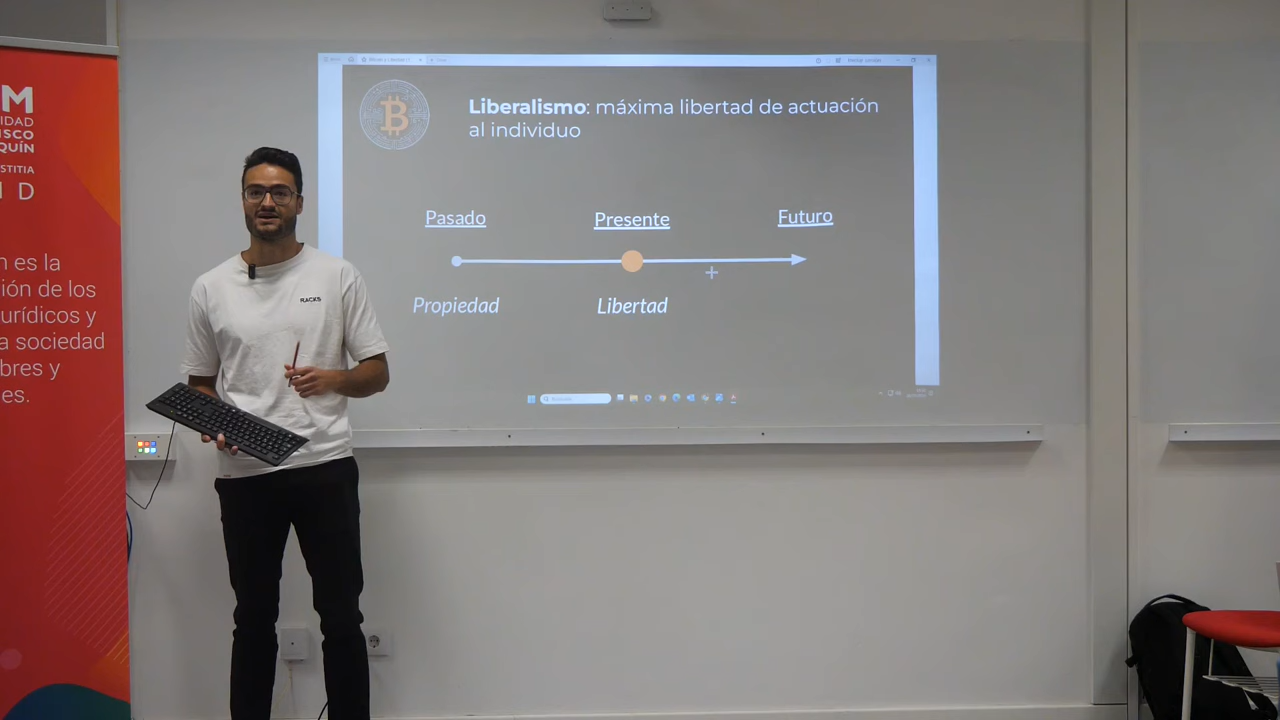 M
IDAD
ISCO
QUÍN
STITIA
I D
n es la
ión de los
urídicos y
a sociedad
bres y
es.
RACKS
Liberalismo: máxima libertad de actuación
al individuo
Pasado
Presente
Futuro
Propiedad
Libertad